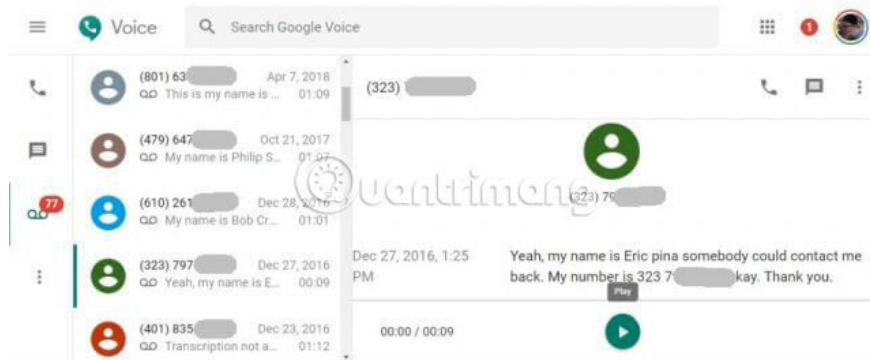 Voice
Search Google Voice
1
77
(801) 63
Apr 7, 2018
This is my name is ...
01:09
(479) 647
Oct 21, 2017
My name is Philip S...
01:07
(610) 261
Dec 28, 2016
My name is Bob Cr...
01:01
(323) 797
Dec 27, 2016
Yeah, my name is E...
00:09
(401) 835
Dec 23, 2016
Transcription not a...
01:12
(323)
uantrimang
(323) 79
Dec 27, 2016, 1:25
PM
Yeah, my name is Eric pina somebody could contact me
back. My number is 323 7 kay. Thank you.
Play
00:00 / 00:09